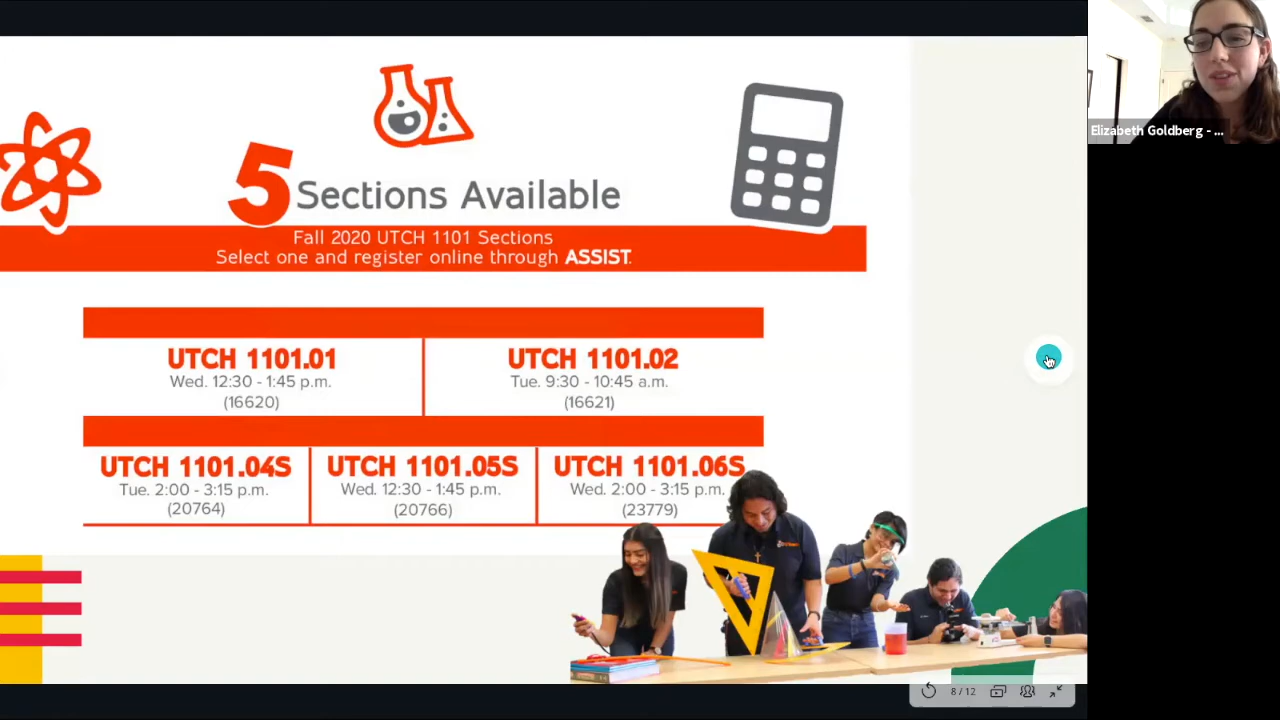 Elizabeth Goldberg - ...
5 Sections Available
Fall 2020 UTCH 1101 Sections
Select one and register online through ASSIST.
UTCH 1101.01
Wed. 12:30 - 1:45 p.m.
(16620)
UTCH 1101.02
Tue. 9:30 - 10:45 a.m.
(16621)
UTCH 1101.04S
Tue. 2:00 - 3:15 p.m.
(20764)
UTCH 1101.05S
Wed. 12:30 - 1:45 p.m.
(20766)
UTCH 1101.06S
Wed. 2:00 - 3:15 p.m.
(23779)
8 / 12